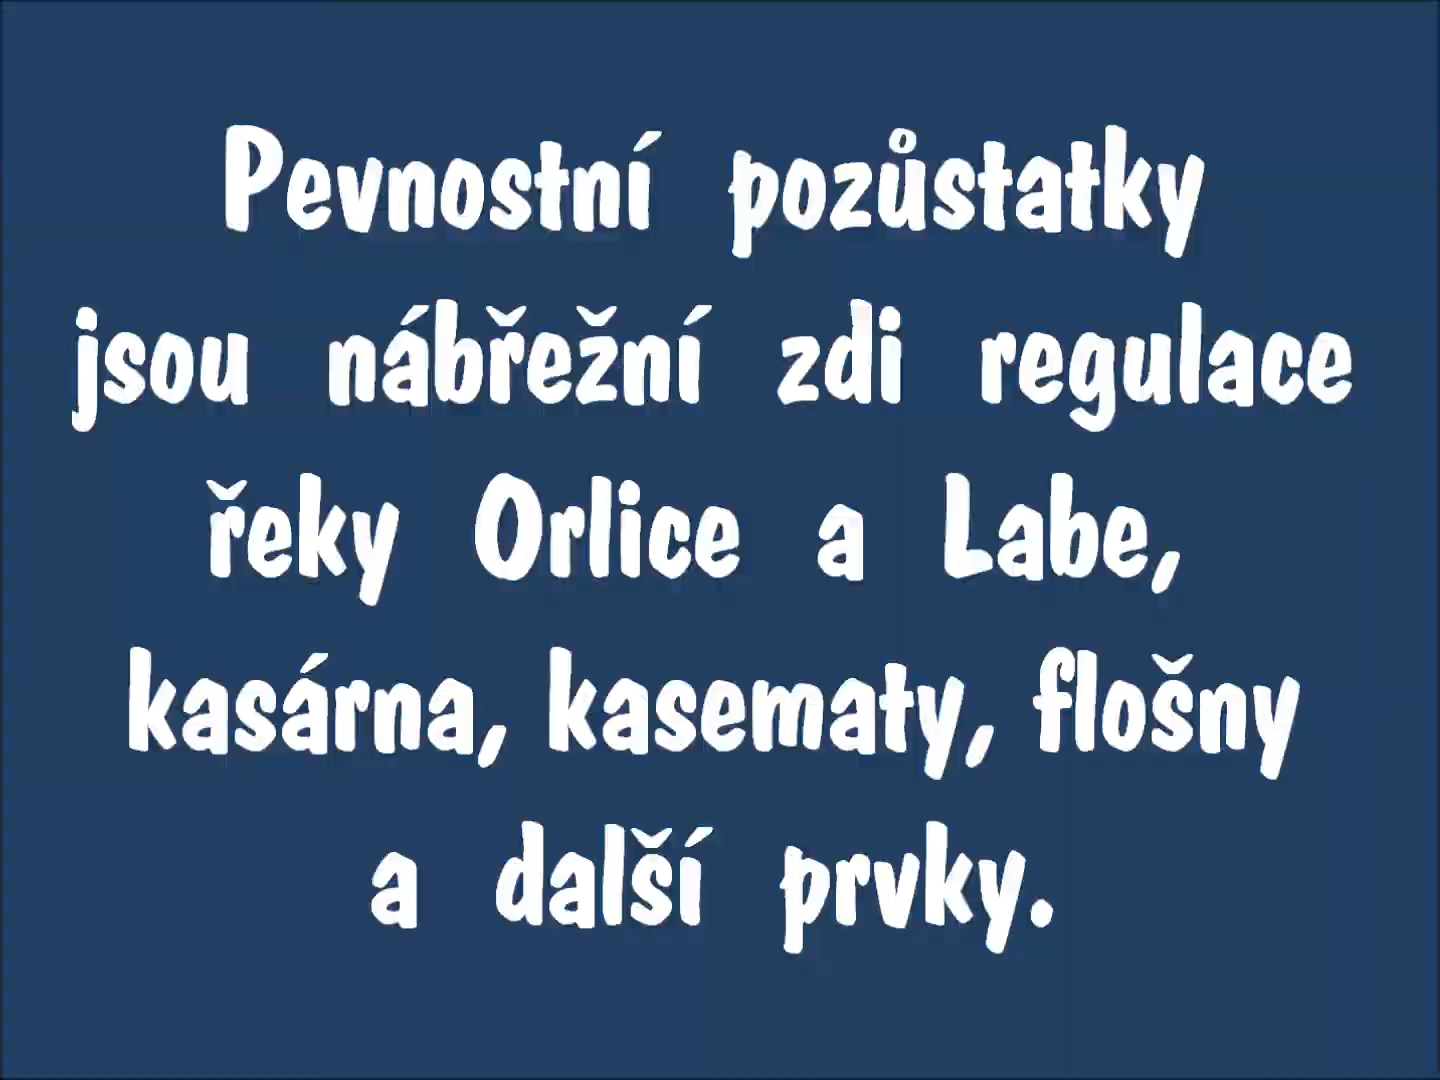 Pevnostní pozůstatky
jsou nábřežní zdi regulace
řeky Orlice a Labe,
kasárna, kasematy, flošny
a další prvky.